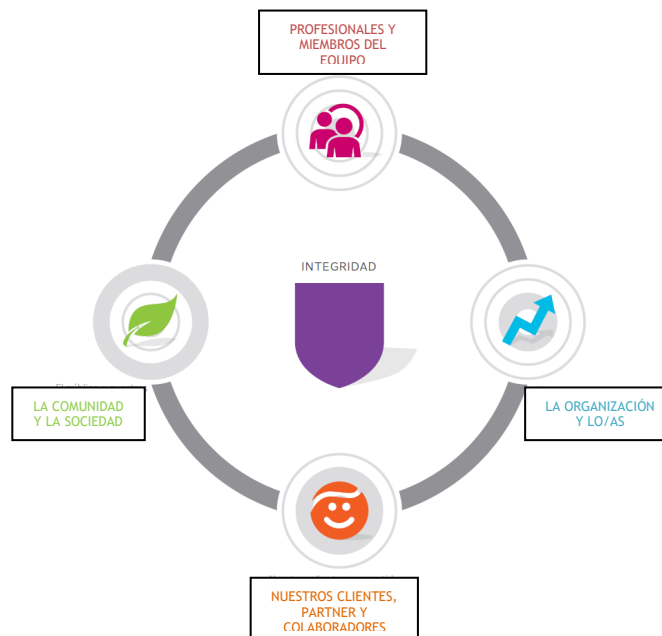 PROFESIONALES Y
MIEMBROS DEL
EQUIPO
INTEGRIDAD
LA COMUNIDAD
Y LA SOCIEDAD
LA ORGANIZACIÓN
Y LO/AS
NUESTROS CLIENTES,
PARTNER Y
COLABORADORES